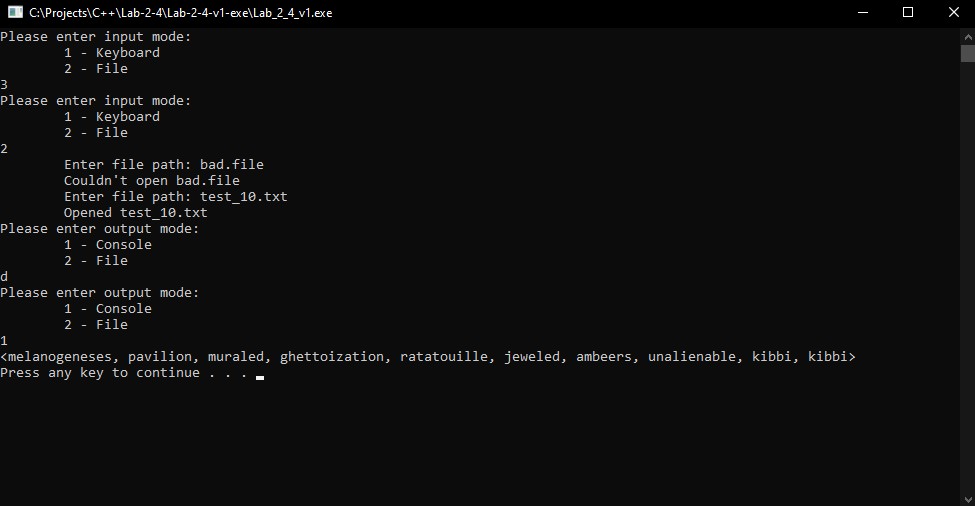 C:\Projects\C++\Lab-2-4\Lab-2-4-v1-exe\Lab_2_4_v1.exe
Please enter input mode:
        1 - Keyboard
        2 - File
3
Please enter input mode:
        1 - Keyboard
        2 - File
2
        Enter file path: bad.file
        Couldn't open bad.file
        Enter file path: test_10.txt
        Opened test_10.txt
Please enter output mode:
        1 - Console
        2 - File
d
Please enter output mode:
        1 - Console
        2 - File
1
<melanogeneses, pavilion, muraled, ghettoization, ratatouille, jeweled, ambeers, unalienable, kibbi, kibbi>
Press any key to continue . . .